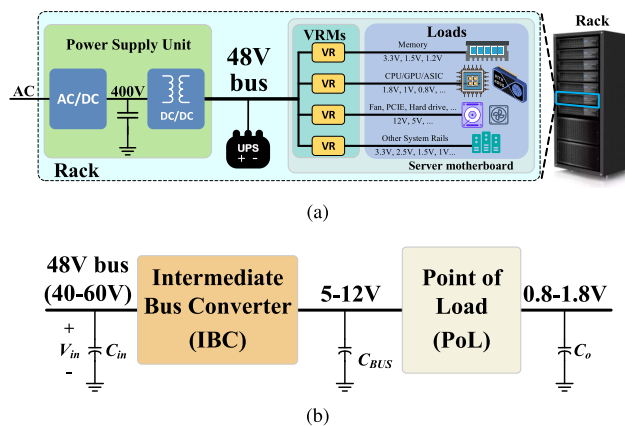 Power Supply Unit
AC
AC/DC
400V
DC/DC
Rack
48V
bus
UPS
+ -
VRMs
VR
VR
VR
VR
Loads
Memory
3.3V, 1.5V, 1.2V
CPU/GPU/ASIC
1.8V, 1V, 0.8V, ...
Fan, PCIE, Hard drive, ...
12V, 5V, ...
Other System Rails
3.3V, 2.5V, 1.5V, 1V...
Server motherboard
Rack
(a)
48V bus
(40-60V)
+
Vin
-
Cin
Intermediate
Bus Converter
(IBC)
5-12V
CBUS
Point of
Load
(PoL)
0.8-1.8V
Co
(b)